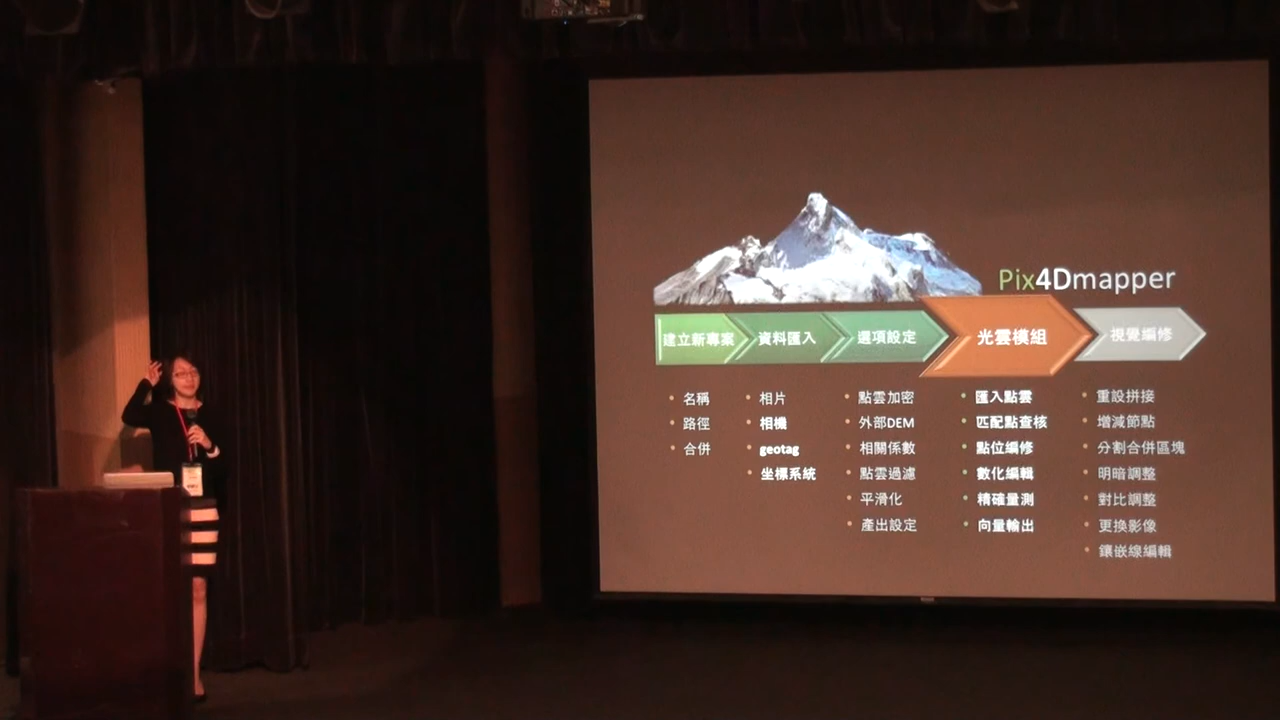 Pix4Dmapper
建立新專案
資料匯入
選項設定
光雲模組
視覺編修
名稱
路徑
合併
相片
相機
geotag
坐標系統
點雲加密
外部DEM
相關係數
點雲過濾
平滑化
產出設定
匯入點雲
匹配點查核
點位編修
數化編輯
精確量測
向量輸出
重設拼接
增減節點
分割合併區塊
明暗調整
對比調整
更換影像
鑲嵌線編輯